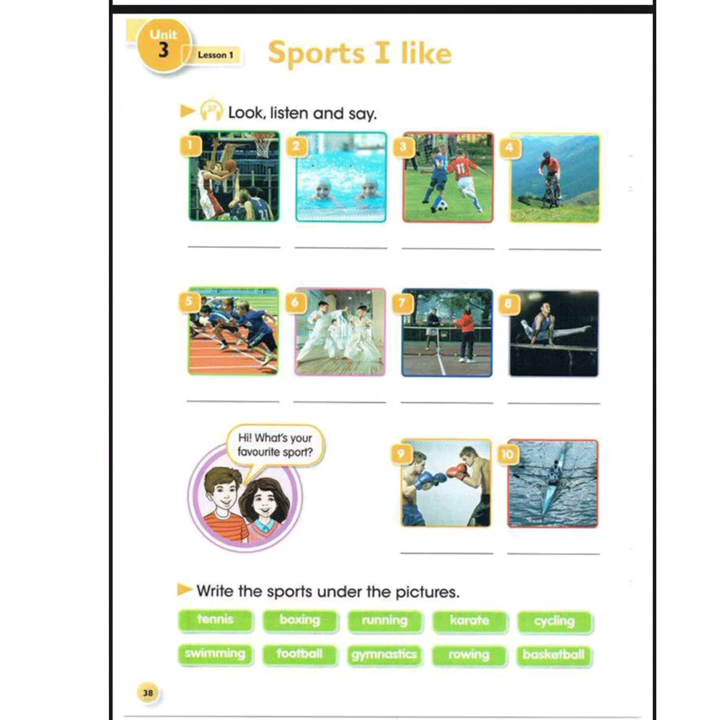 Unit
3
Lesson 1
Sports I like
37
Look, listen and say.
1
2
3
4
11
5
6
7
8
Hi! What's your
favourite sport?
9
10
Write the sports under the pictures.
tennis
boxing
running
karate
cycling
swimming
football
gymnastics
rowing
basketball
38